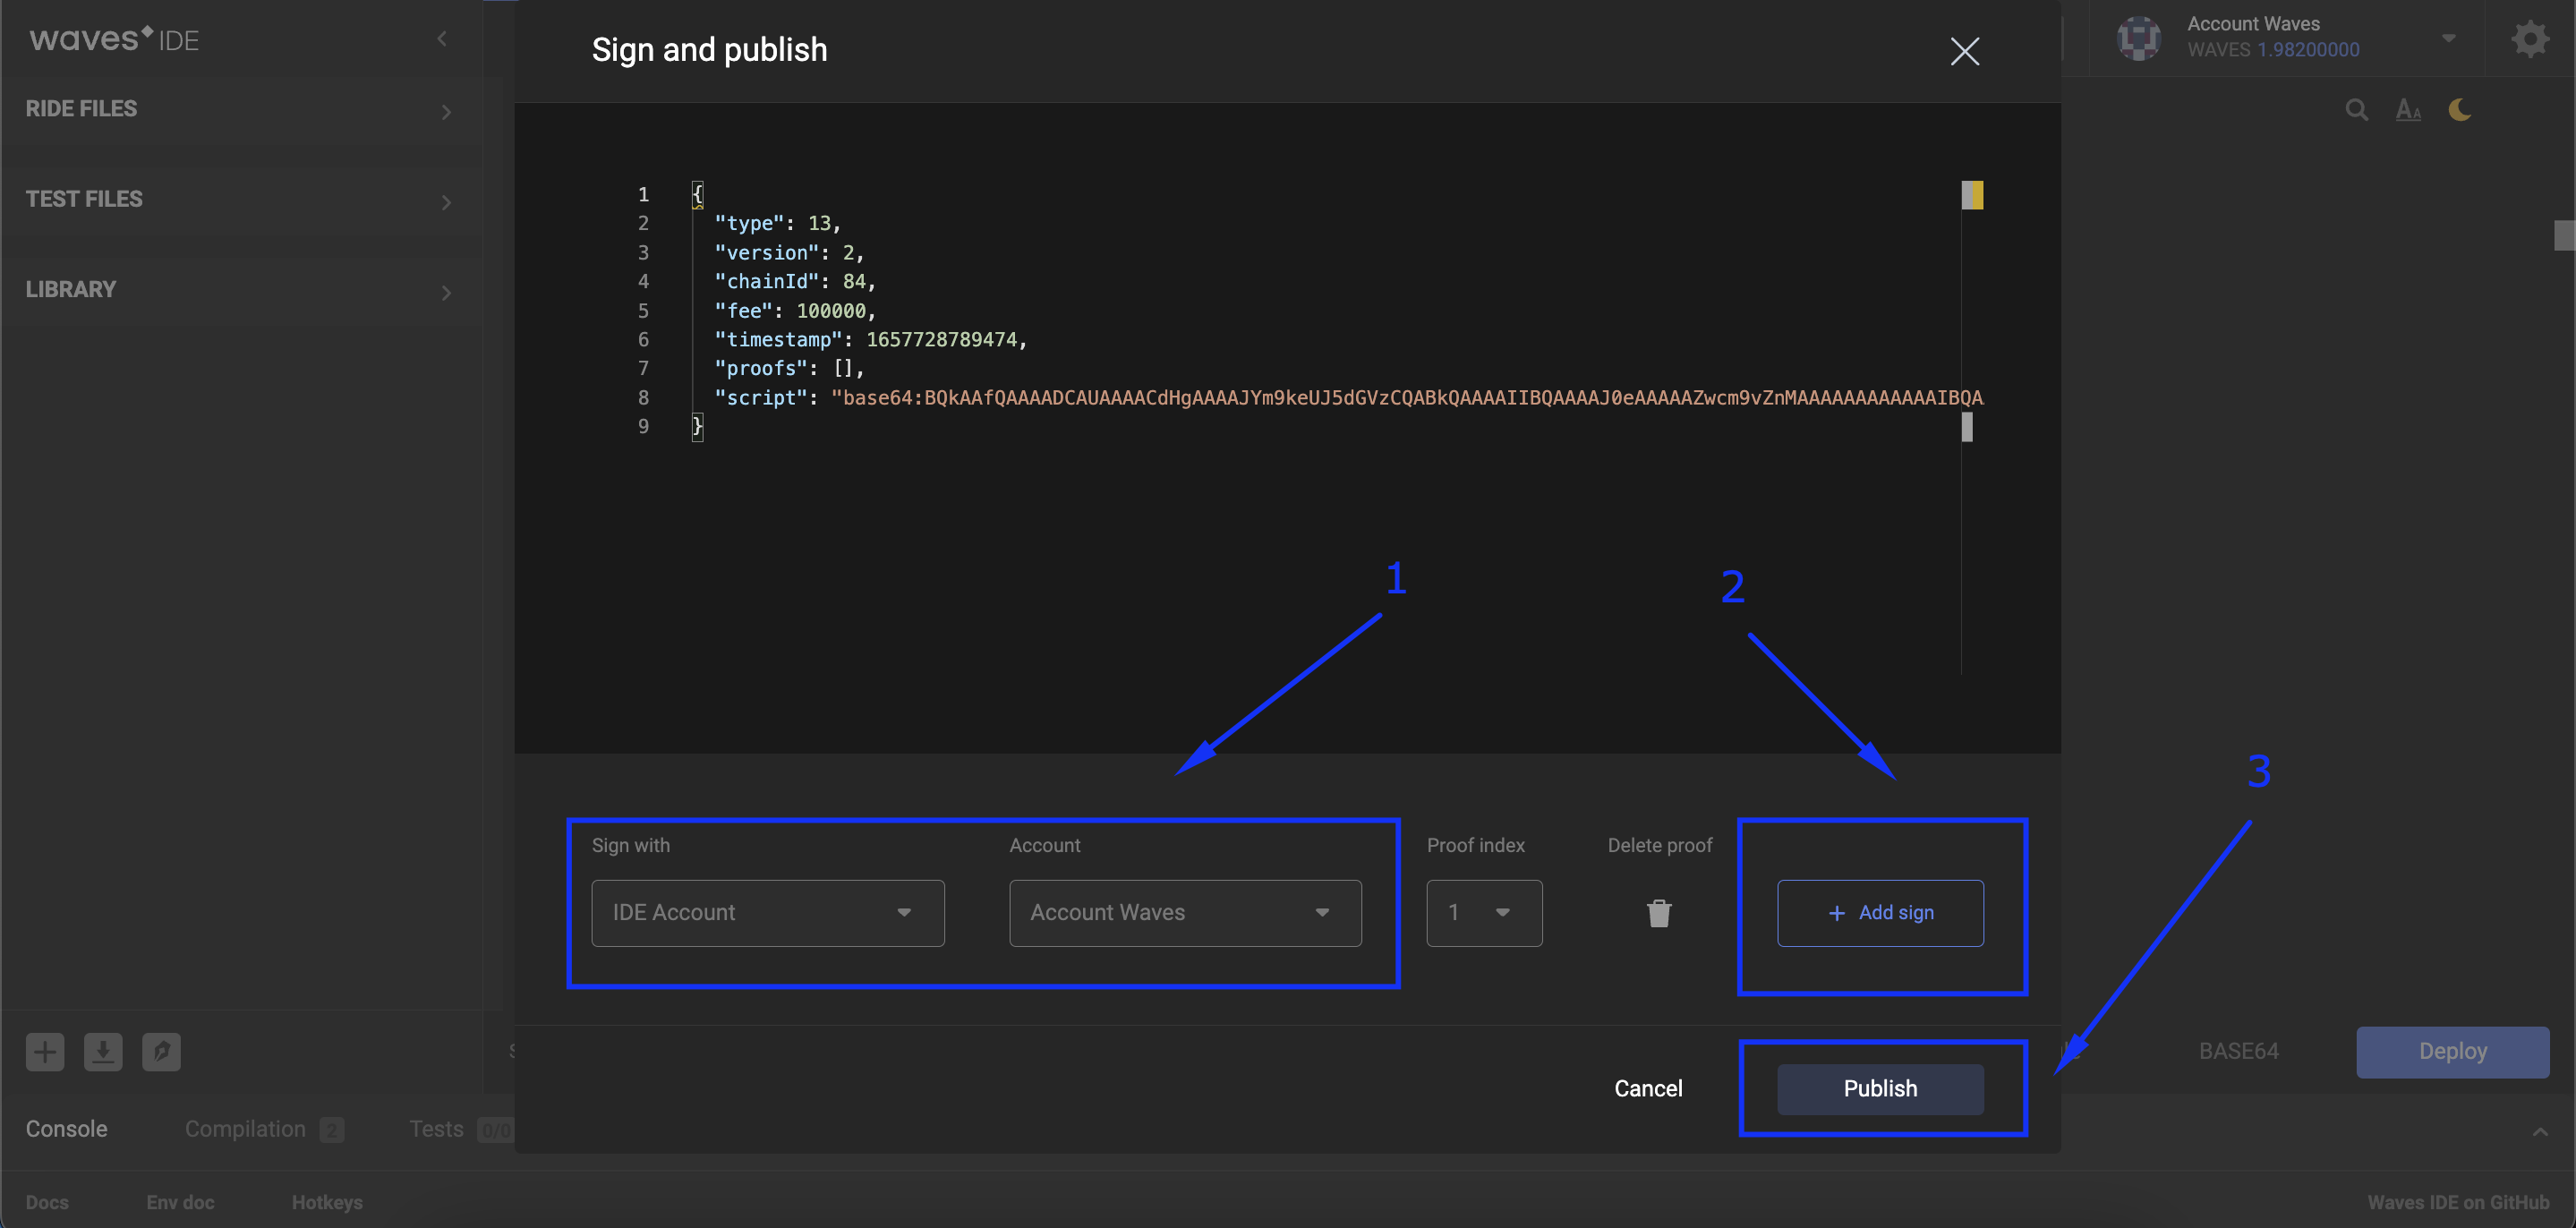 waves IDE
Sign and publish
Account Waves
WAVES 1.98200000
RIDE FILES
TEST FILES
LIBRARY
1 {
2 "type": 13,
3 "version": 2,
4 "chainId": 84,
5 "fee": 100000,
6 "timestamp": 1657728789474,
7 "proofs": [],
8 "script": "base64:BQkAAfQAAAADCAUAAAACdHgAAAAJYm9keUJ5dGVzCQABkQAAAAIIBQAAAAJ0eAAAAAZwcm9vZnMAAAAAAAAAAAAIBQA
9 }
1
2
3
Sign with
Account
Proof index
Delete proof
IDE Account
Account Waves
1
+ Add sign
BASE64
Deploy
Cancel
Publish
Console
Compilation 2
Tests 0/0
Docs
Env doc
Hotkeys
Waves IDE on GitHub